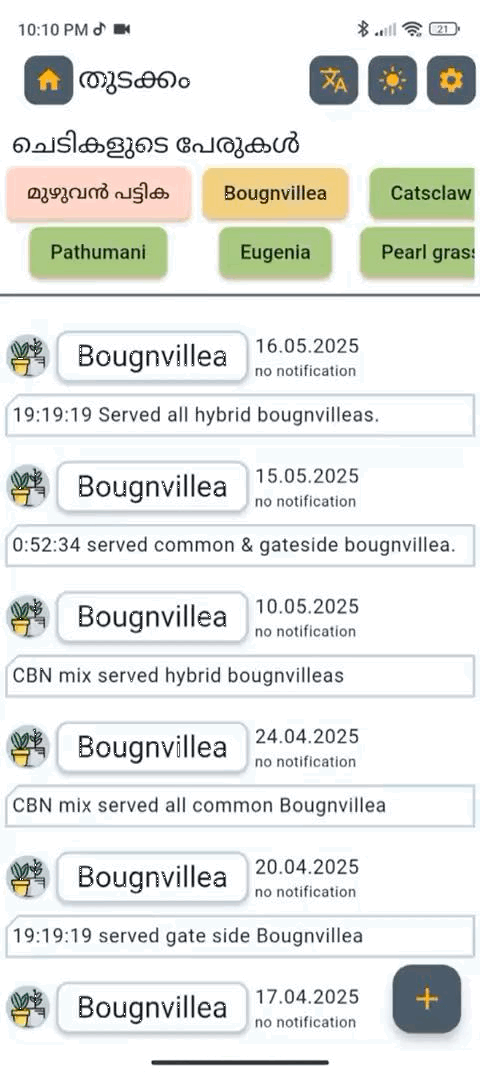 10:10 PM
21
തുടക്കം
ചെടികളുടെ പേരുകൾ
മുഴുവൻ പട്ടിക
Bougnvillea
Catsclaw
Pathumani
Eugenia
Pearl grass
Bougnvillea
16.05.2025
no notification
19:19:19 Served all hybrid bougnvilleas.
Bougnvillea
15.05.2025
no notification
0:52:34 served common & gateside bougnvillea.
Bougnvillea
10.05.2025
no notification
CBN mix served hybrid bougnvilleas
Bougnvillea
24.04.2025
no notification
CBN mix served all common Bougnvillea
Bougnvillea
20.04.2025
no notification
19:19:19 served gate side Bougnvillea
Bougnvillea
17.04.2025
no notification